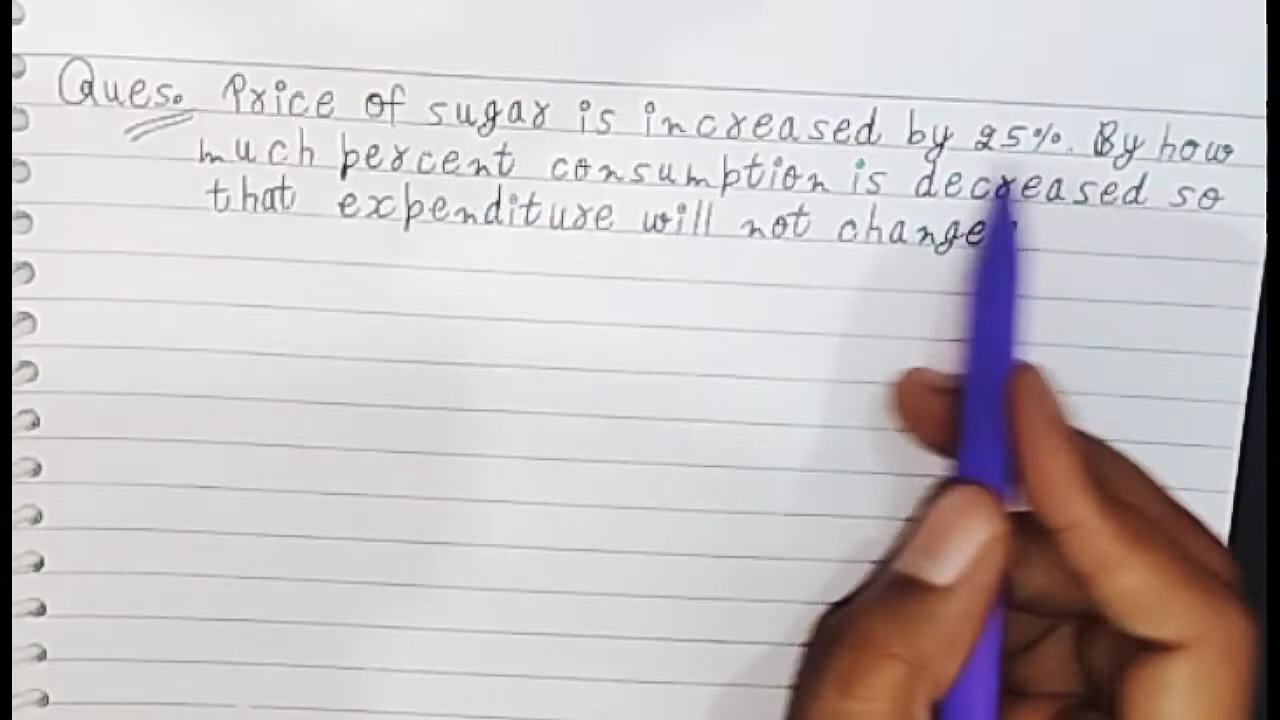 Ques. Price of sugar is increased by 25%. By how
much percent consumption is decreased so
that expenditure will not change